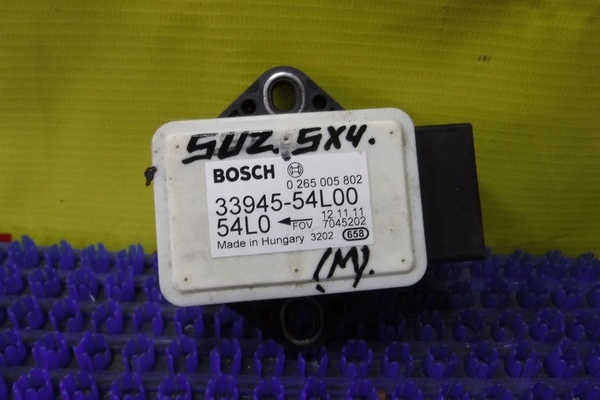 SUZ. SX4.
BOSCH
0 265 005 802
33945-54L00
12.11.11
54L0 FOV 7045202
Made in Hungary 3202 658
(M).